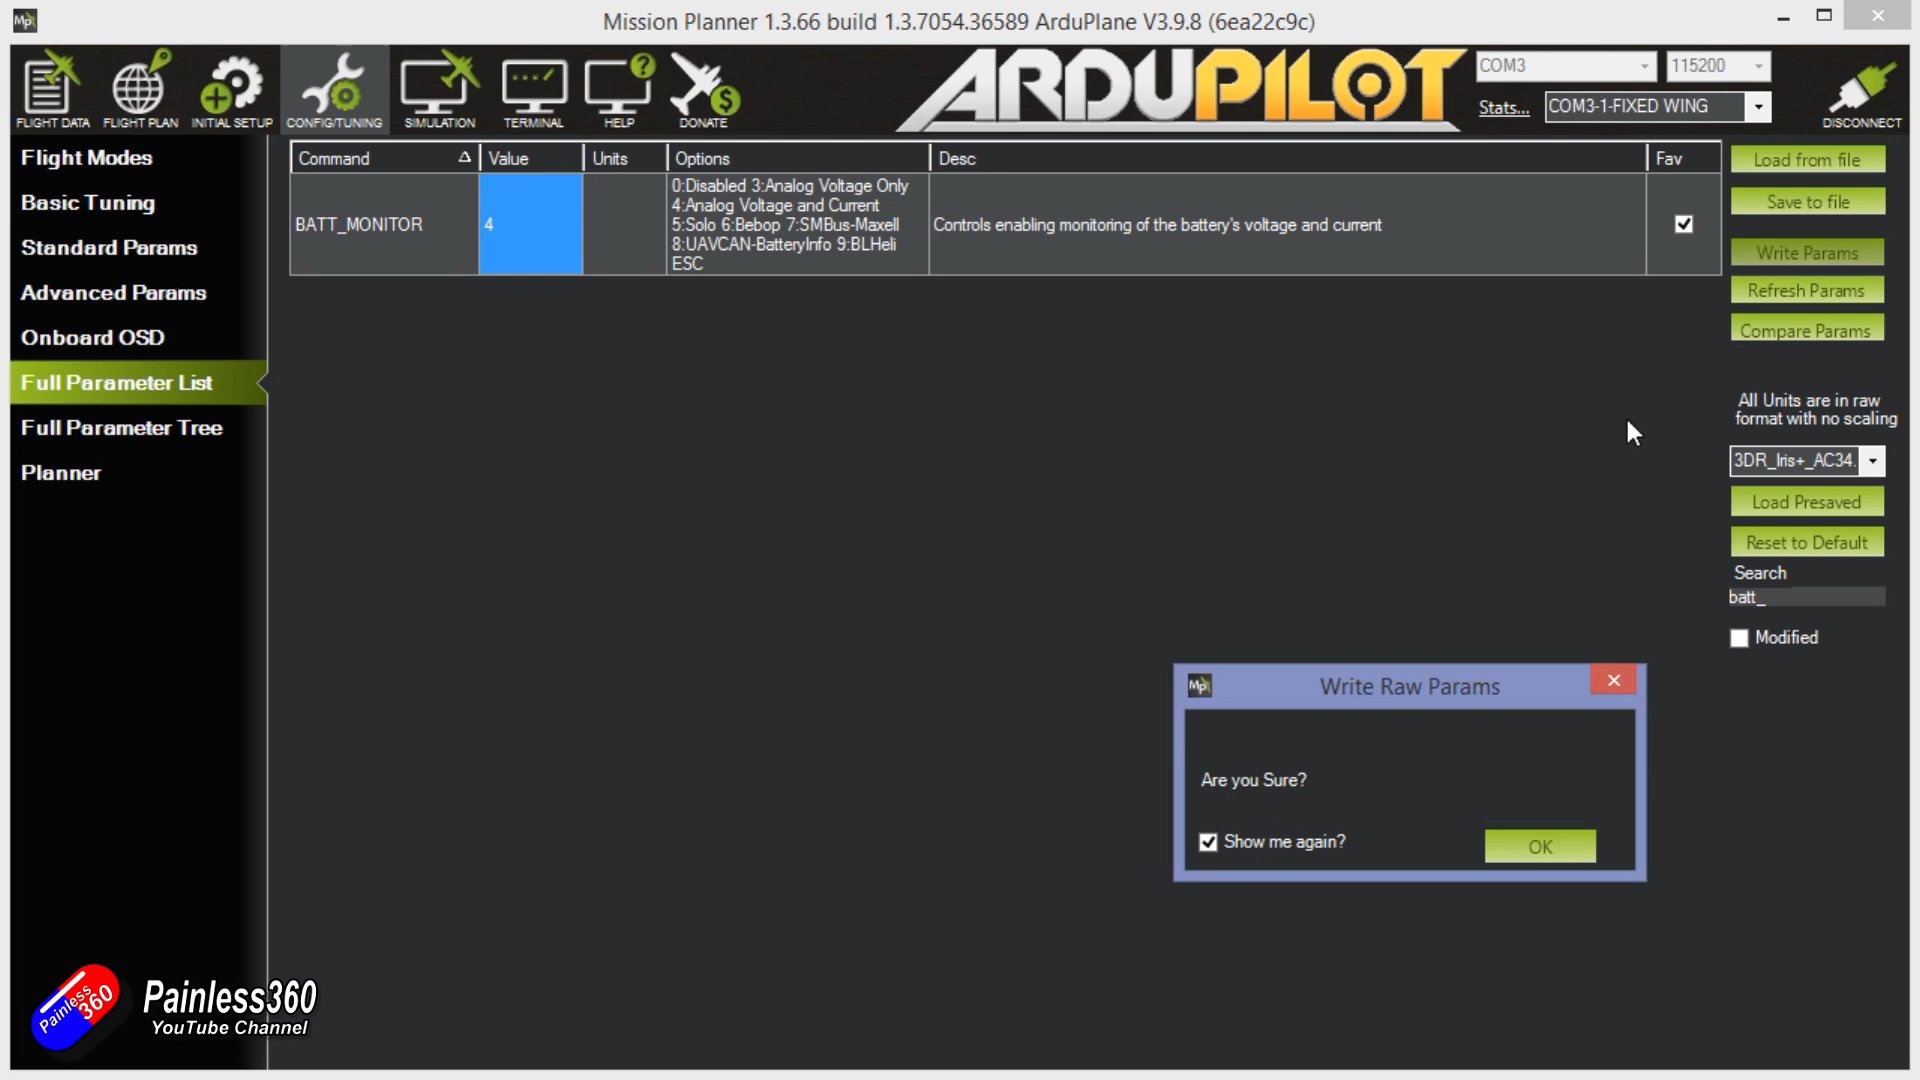 Mp
Mission Planner 1.3.66 build 1.3.7054.36589 ArduPlane V3.9.8 (6ea22c9c)
FLIGHT DATA
FLIGHT PLAN
INITIAL SETUP
CONFIG/TUNING
SIMULATION
TERMINAL
HELP
DONATE
ARDUPILOT
COM3
115200
Stats...
COM3-1-FIXED WING
DISCONNECT
Flight Modes
Basic Tuning
Standard Params
Advanced Params
Onboard OSD
Full Parameter List
Full Parameter Tree
Planner
Command
Value
Units
Options
Desc
Fav
BATT_MONITOR
4
0:Disabled 3:Analog Voltage Only
4:Analog Voltage and Current
5:Solo 6:Bebop 7:SMBus-Maxell
8:UAVCAN-BatteryInfo 9:BLHeli
ESC
Controls enabling monitoring of the battery's voltage and current
Load from file
Save to file
Write Params
Refresh Params
Compare Params
All Units are in raw
format with no scaling
3DR_Iris+_AC34.
Load Presaved
Reset to Default
Search
batt_
Modified
Mp
Write Raw Params
Are you Sure?
Show me again?
OK
Painless
360
Painless360
YouTube Channel